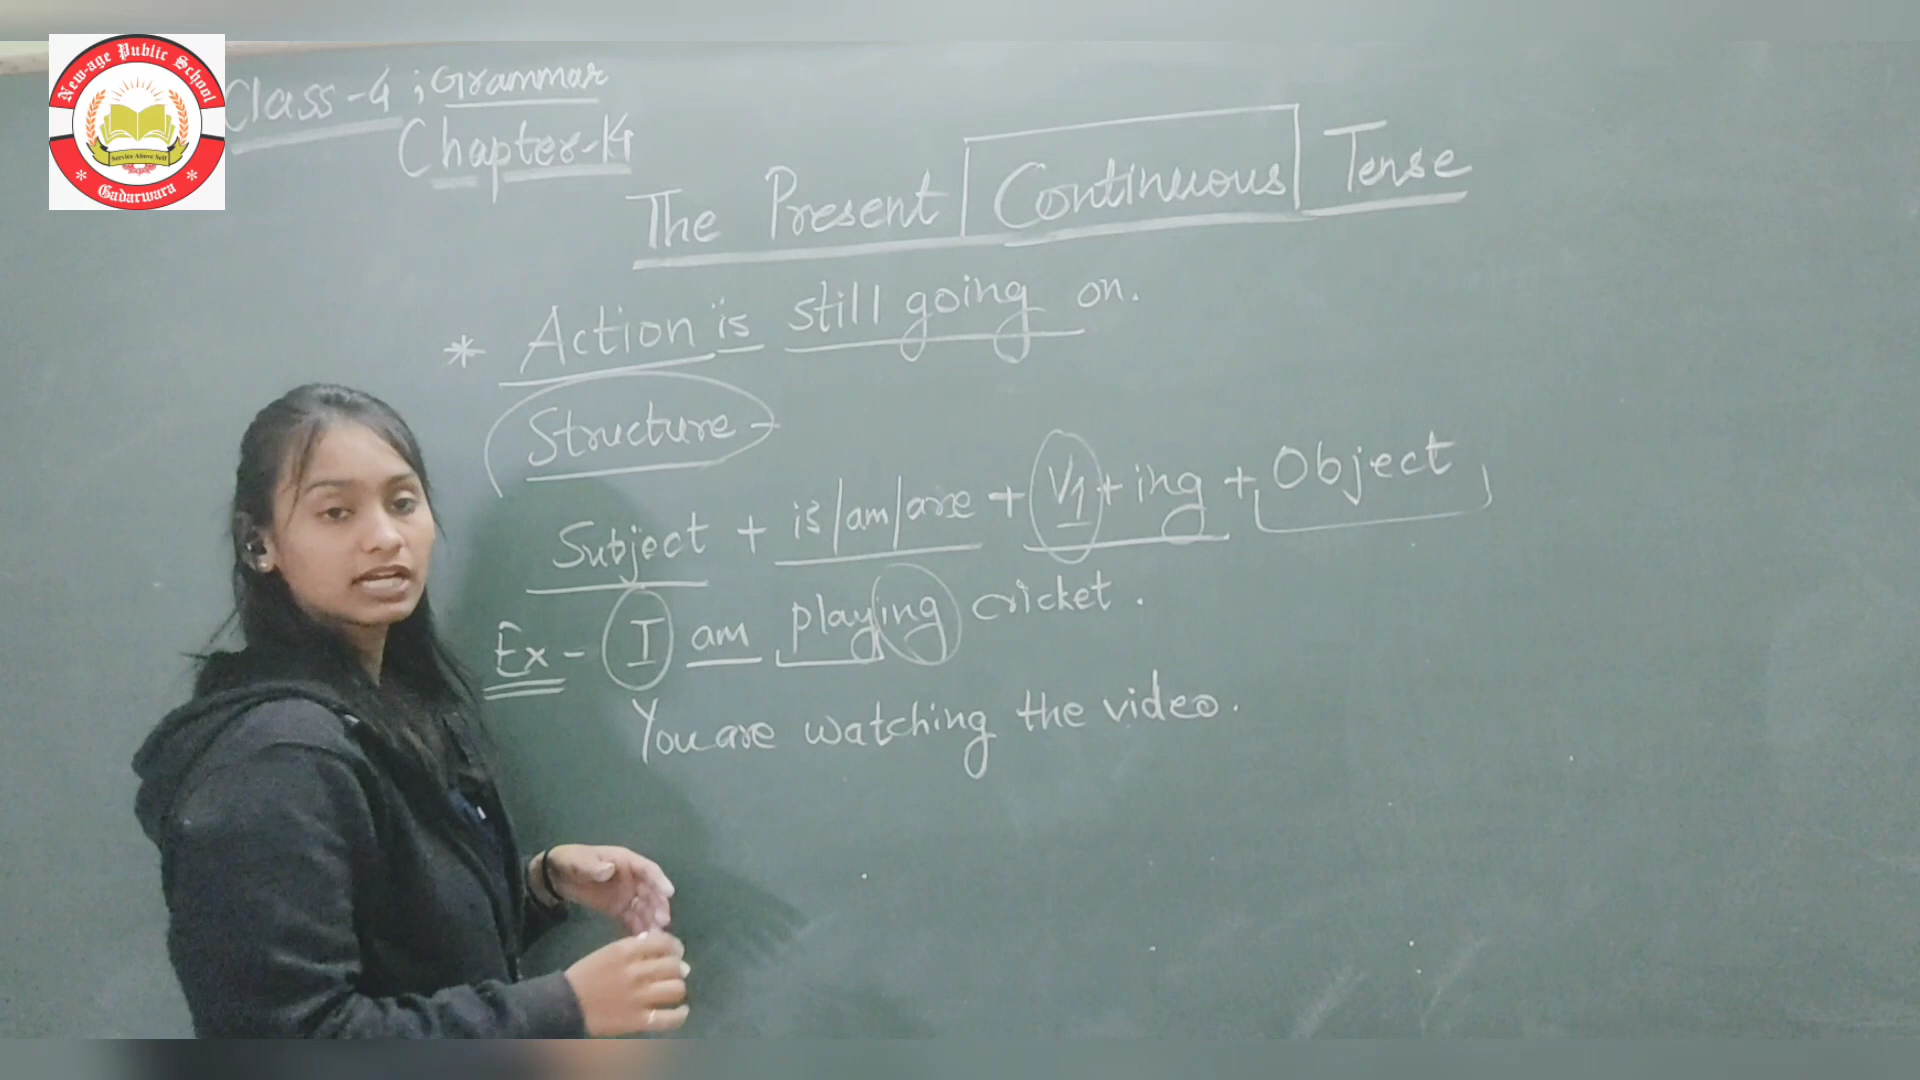 New-age Public School
Service Above Self
Gadarwara
Class-4 ; Grammar
Chapter-14
The Present Continuous Tense
* Action is still going on.
Structure -
Subject + is/am/are + V1 + ing + Object
Ex - I am playing cricket.
You are watching the video.